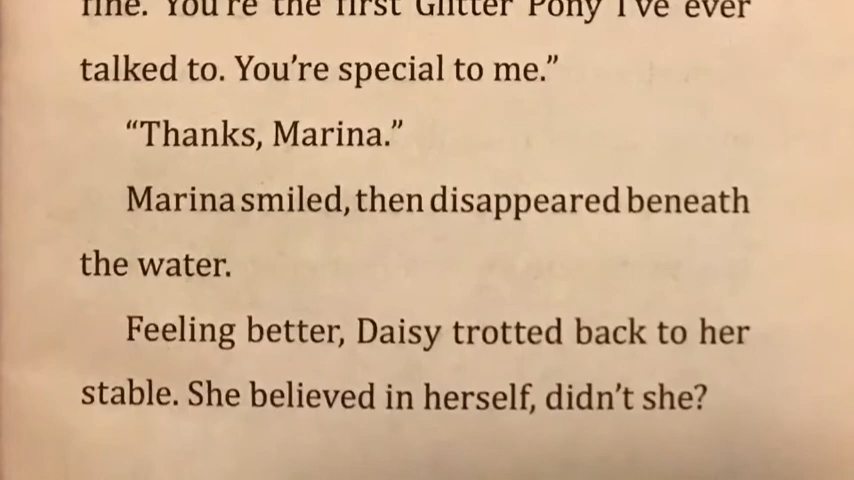 fine. You're the first Glitter Pony I've ever
talked to. You're special to me.”
“Thanks, Marina.”
Marina smiled, then disappeared beneath
the water.
Feeling better, Daisy trotted back to her
stable. She believed in herself, didn't she?